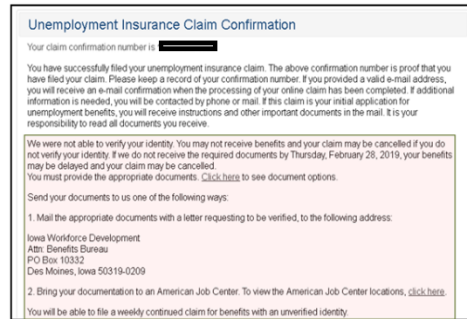 Unemployment Insurance Claim Confirmation
Your claim confirmation number is
You have successfully filed your unemployment insurance claim. The above confirmation number is proof that you
have filed your claim. Please keep a record of your confirmation number. If you provided a valid e-mail address,
you will receive an e-mail confirmation when the processing of your online claim has been completed. If additional
information is needed, you will be contacted by phone or mail. If this claim is your initial application for
unemployment benefits, you will receive instructions and other important documents in the mail. It is your
responsibility to read all documents you receive.
We were not able to verify your identity. You may not receive benefits and your claim may be cancelled if you do
not verify your identity. If we do not receive the required documents by Thursday, February 28, 2019, your benefits
may be delayed and your claim may be cancelled.
You must provide the appropriate documents. Click here to see document options.
Send your documents to us one of the following ways:
1. Mail the appropriate documents with a letter requesting to be verified, to the following address:
Iowa Workforce Development
Attn: Benefits Bureau
PO Box 10332
Des Moines, Iowa 50319-0209
2. Bring your documentation to an American Job Center. To view the American Job Center locations, click here.
You will be able to file a weekly continued claim for benefits with an unverified identity.